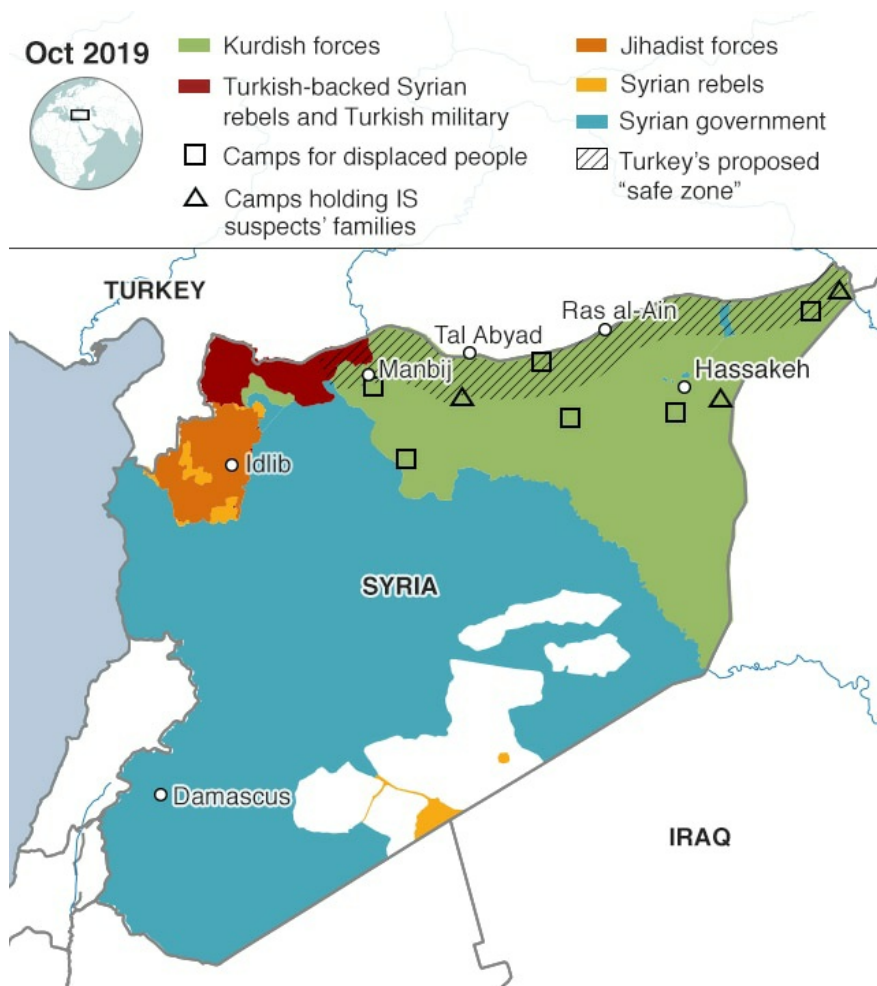 Oct 2019
Kurdish forces
Turkish-backed Syrian
rebels and Turkish military
Camps for displaced people
Camps holding IS
suspects’ families
Jihadist forces
Syrian rebels
Syrian government
Turkey’s proposed
“safe zone”
TURKEY
Ras al-Ain
Tal Abyad
Manbij
Hassakeh
Idlib
SYRIA
Damascus
IRAQ